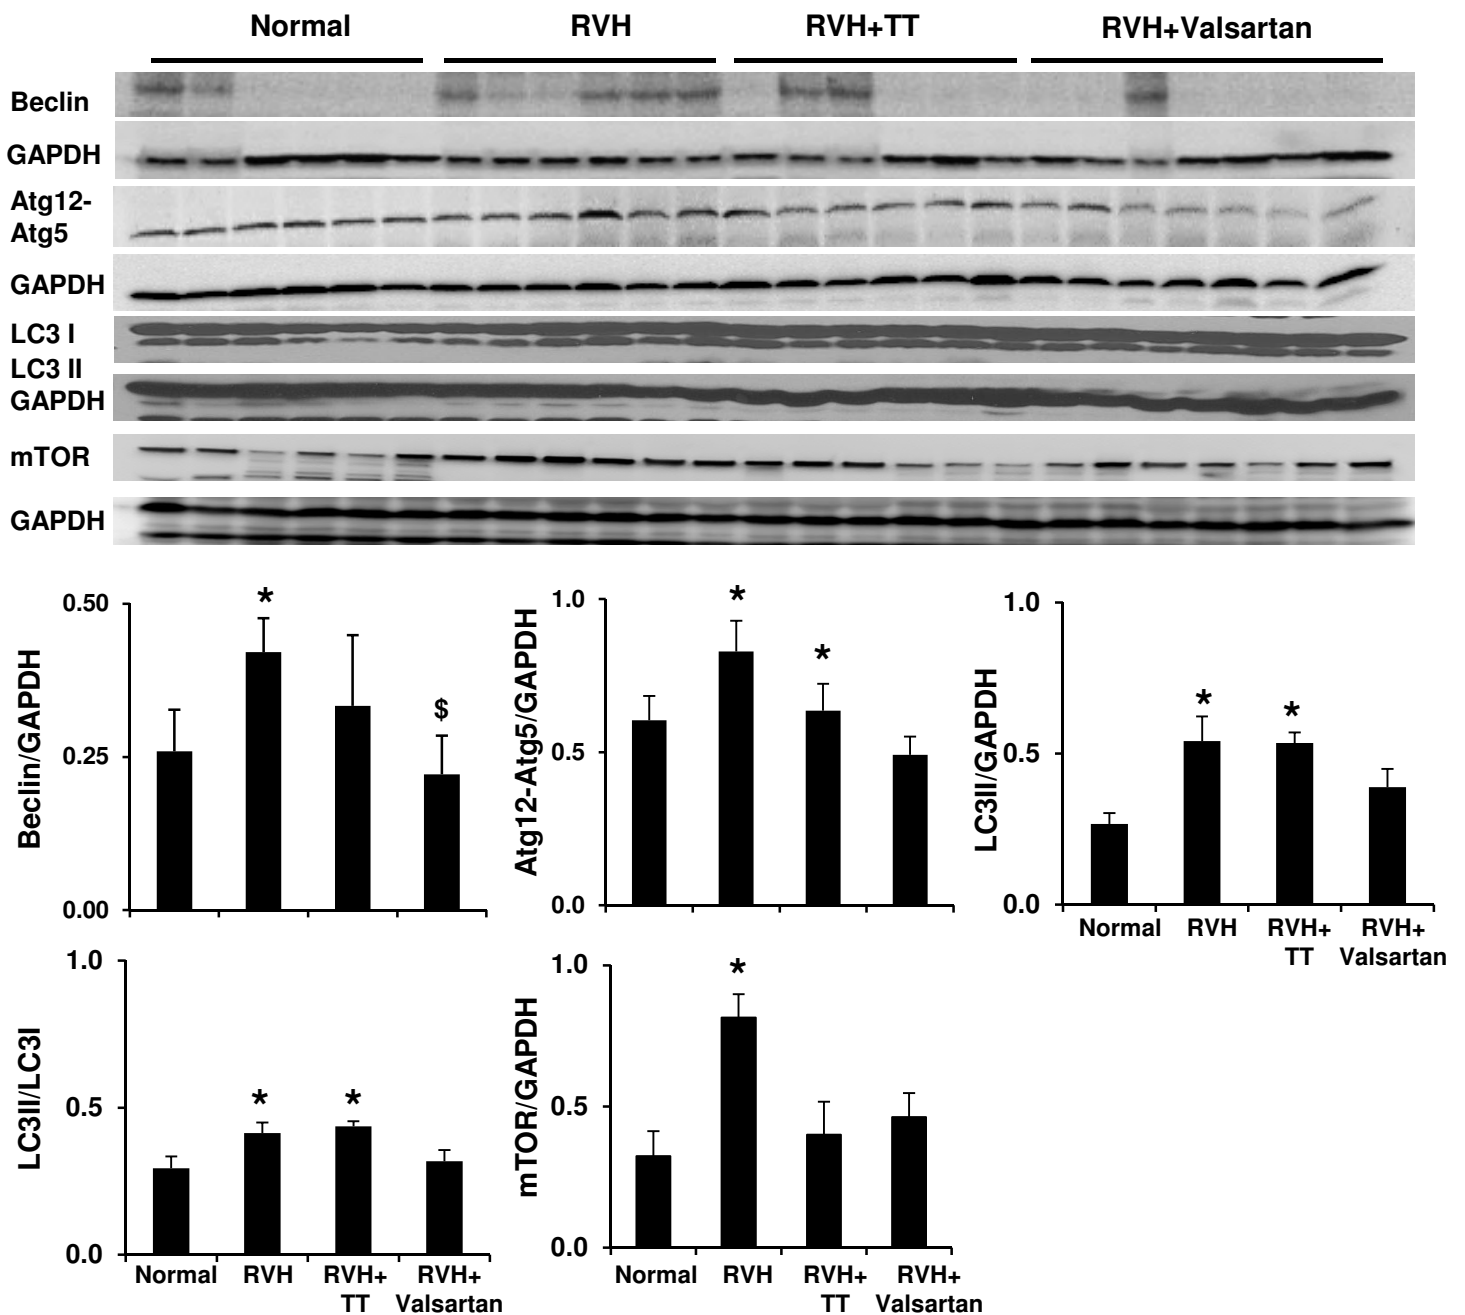 Normal RVH RVH+TT RVH+Valsartan
Beclin
GAPDH
Atg12-
Atg5
GAPDH
LC3 I
LC3 II
GAPDH
mTOR
GAPDH
Beclin/GAPDH
0.50
0.25
0.00
*
$
Atg12-Atg5/GAPDH
1.0
0.5
0.0
*
*
LC3II/GAPDH
1.0
0.5
0.0
*
*
Normal RVH RVH+ RVH+
TT Valsartan
LC3II/LC3I
1.0
0.5
0.0
*
*
Normal RVH RVH+ RVH+
TT Valsartan
mTOR/GAPDH
1.0
0.5
0.0
*
Normal RVH RVH+ RVH+
TT Valsartan